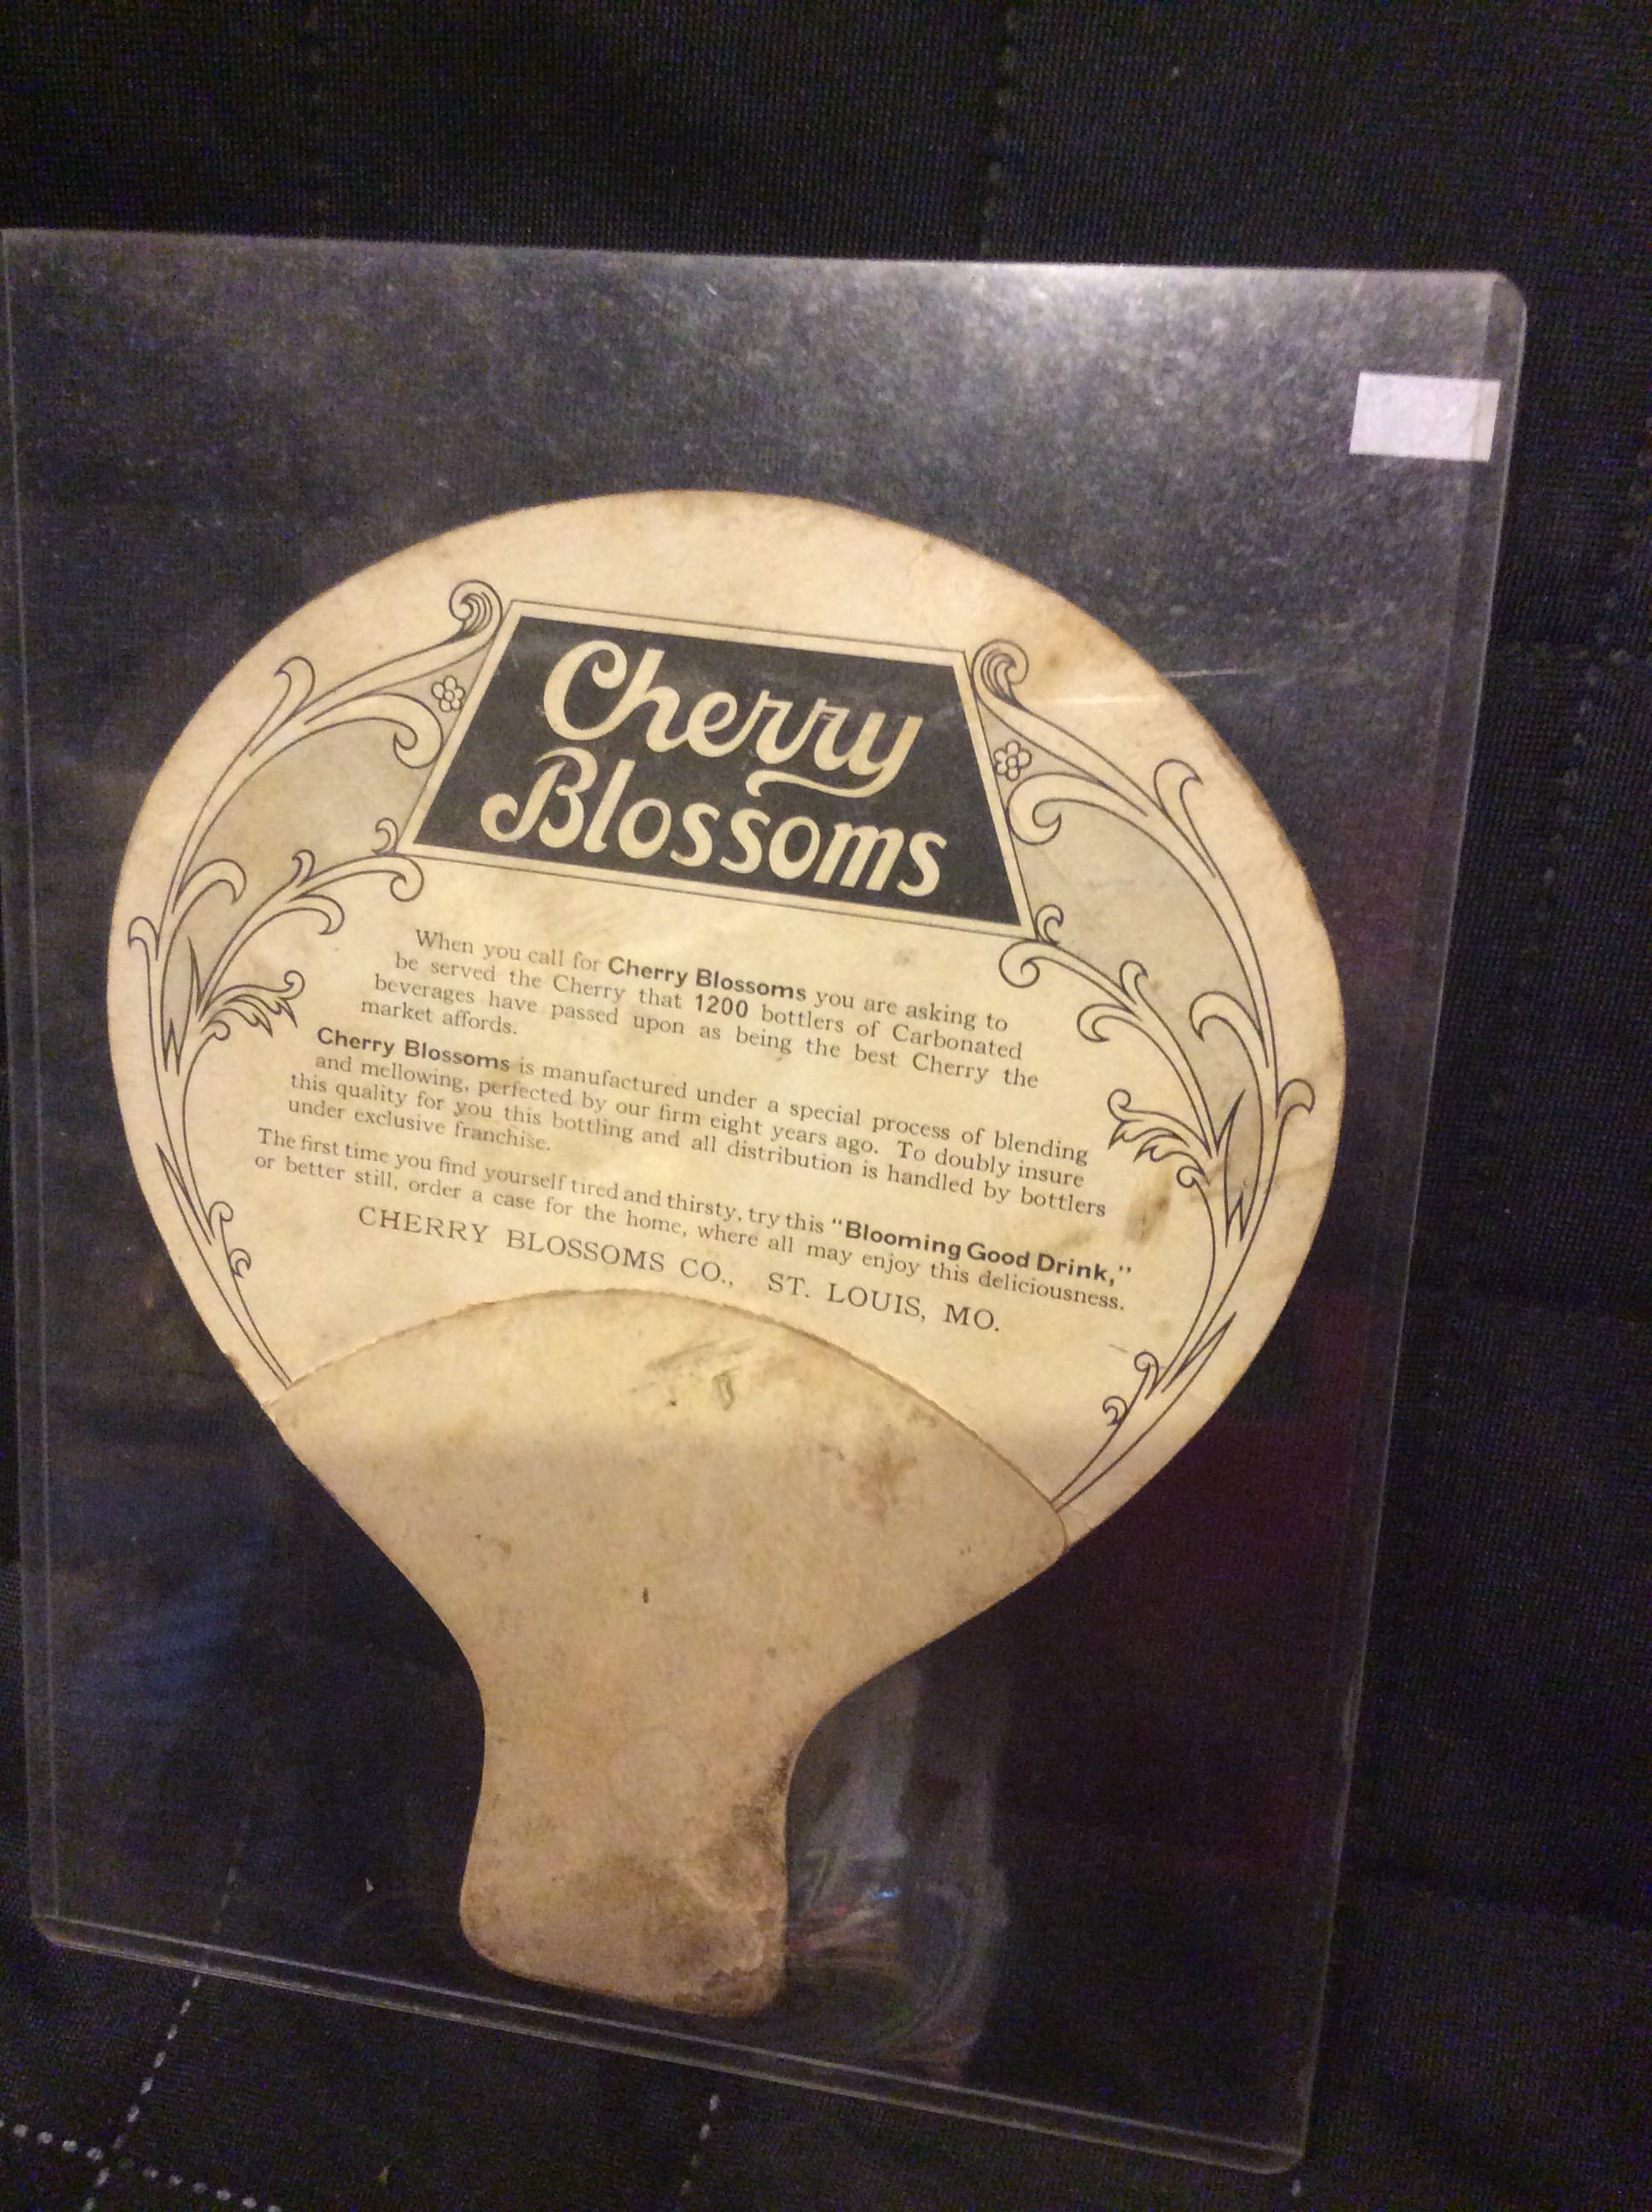 Cherry
Blossoms
When you call for Cherry Blossoms you are asking to
be served the Cherry that 1200 bottlers of Carbonated
beverages have passed upon as being the best Cherry the
market affords.
Cherry Blossoms is manufactured under a special process of blending
and mellowing, perfected by our firm eight years ago. To doubly insure
this quality for you this bottling and all distribution is handled by bottlers
under exclusive franchise.
The first time you find yourself tired and thirsty, try this "Blooming Good Drink,"
or better still, order a case for the home, where all may enjoy this deliciousness.
CHERRY BLOSSOMS CO., ST. LOUIS, MO.